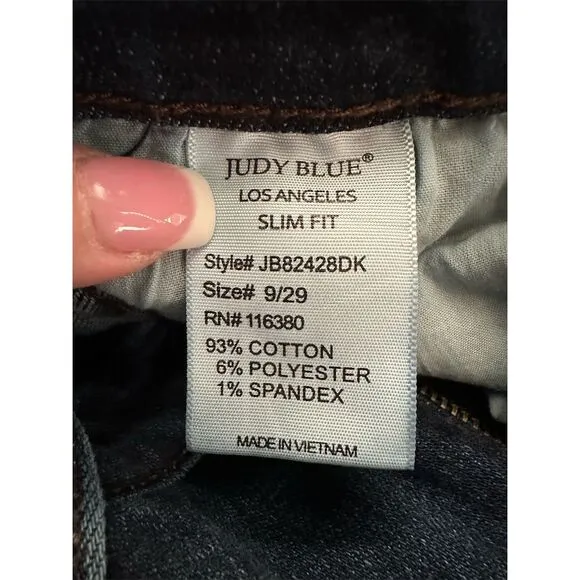 JUDY BLUE®
LOS ANGELES
SLIM FIT
Style# JB82428DK
Size# 9/29
RN# 116380
93% COTTON
6% POLYESTER
1% SPANDEX
MADE IN VIETNAM